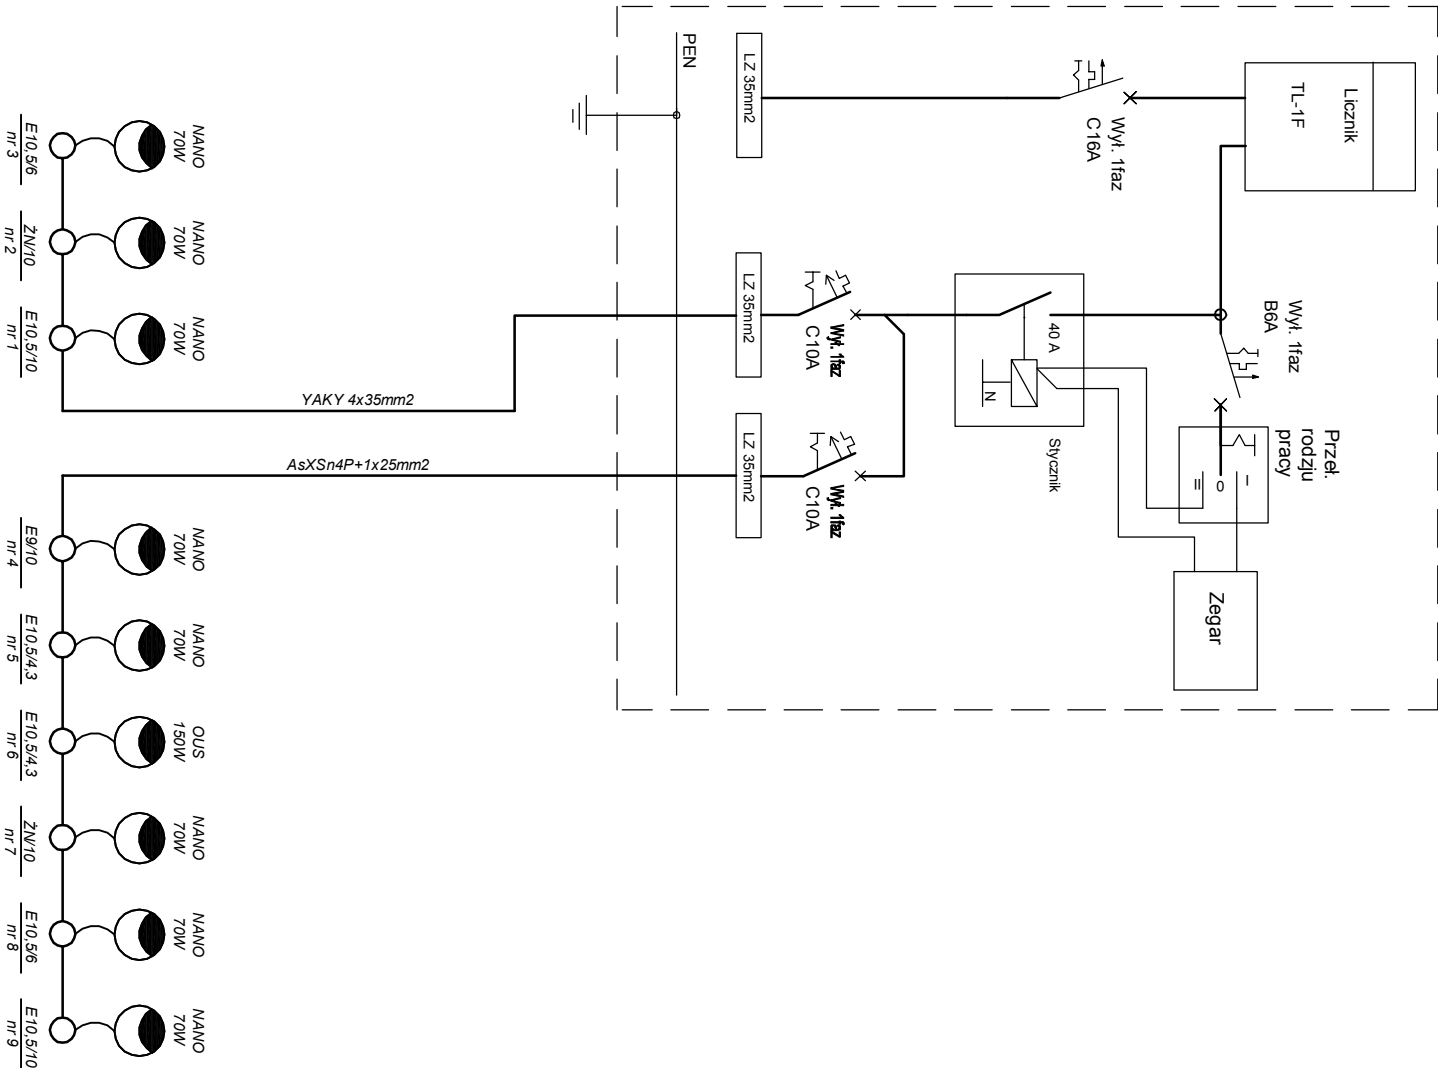 Licznik
TL-1F
Wył. 1faz
B6A
Przeł.
rodzju
pracy
I
0
II
Zegar
Wył. 1faz
C16A
40 A
N
Stycznik
Wył. 1faz
C10A
Wył. 1faz
C10A
LZ 35mm2
LZ 35mm2
LZ 35mm2
PEN
YAKY 4x35mm2
AsXSn4P+1x25mm2
NANO
70W
NANO
70W
NANO
70W
NANO
70W
NANO
70W
OUS
150W
NANO
70W
NANO
70W
NANO
70W
E10,5/6
nr 3
ŻN/10
nr 2
E10,5/10
nr 1
E9/10
nr 4
E10,5/4,3
nr 5
E10,5/4,3
nr 6
ŻN/10
nr 7
E10,5/6
nr 8
E10,5/10
nr 9